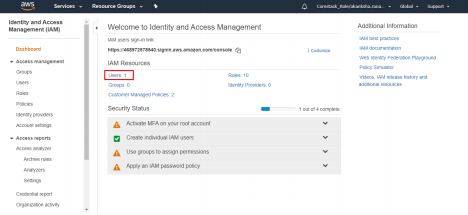 aws
Services
Resource Groups
Global
Support
Identity and Access
Management (IAM)
Dashboard
Access management
Groups
Users
Roles
Policies
Identity providers
Account settings
Access reports
Access analyzer
Archive rules
Analyzers
Settings
Credential report
Organization activity
Welcome to Identity and Access Management
IAM users sign-in link:
https://468972578540.signin.aws.amazon.com/console
Customize
IAM Resources
Users: 1
Roles: 10
Groups: 0
Identity Providers: 0
Customer Managed Policies: 2
Security Status
1 out of 4 complete.
Activate MFA on your root account
Create individual IAM users
Use groups to assign permissions
Apply an IAM password policy
Additional Information
IAM best practices
IAM documentation
Web Identity Federation Playground
Policy Simulator
Videos, IAM release history and
additional resources